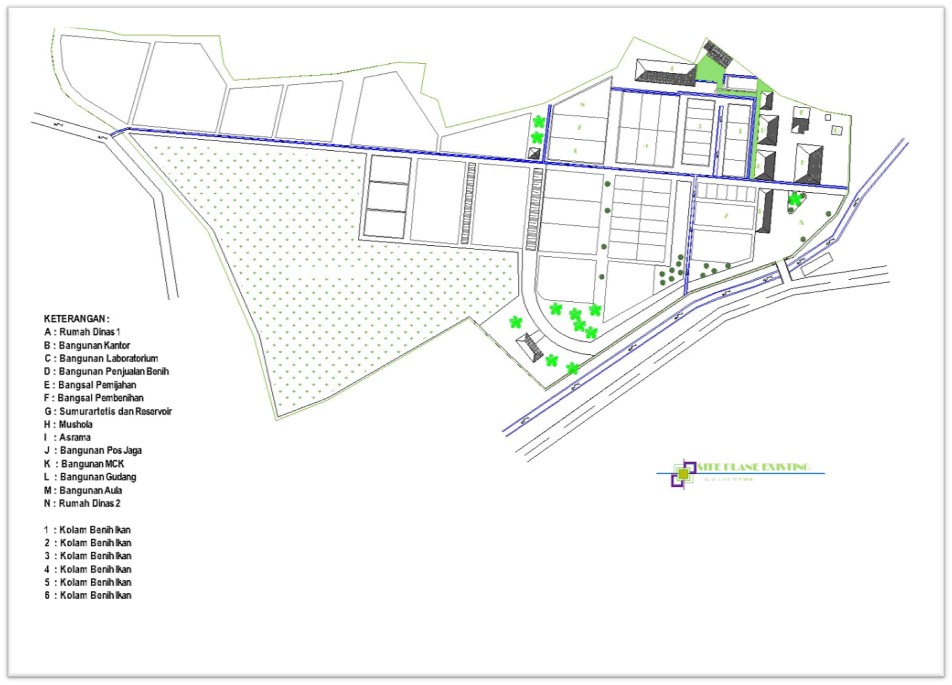 KETERANGAN :
A : Rumah Dinas 1
B : Bangunan Kantor
C : Bangunan Laboratorium
D : Bangunan Penjualan Benih
E : Bangsal Pemijahan
F : Bangsal Pembenihan
G : Sumurartetis dan Reservoir
H : Mushola
I : Asrama
J : Bangunan Pos Jaga
K : Bangunan MCK
L : Bangunan Gudang
M : Bangunan Aula
N : Rumah Dinas 2
1 : Kolam Benih Ikan
2 : Kolam Benih Ikan
3 : Kolam Benih Ikan
4 : Kolam Benih Ikan
5 : Kolam Benih Ikan
6 : Kolam Benih Ikan
SITE PLANE EXISTING